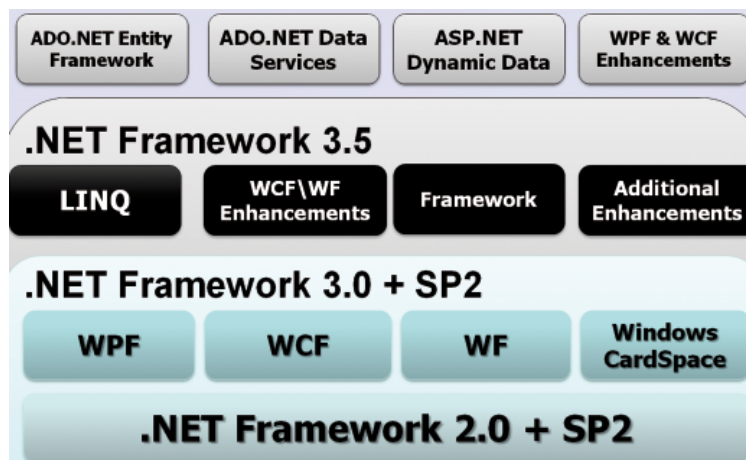 ADO.NET Entity
Framework
ADO.NET Data
Services
ASP.NET
Dynamic Data
WPF & WCF
Enhancements
.NET Framework 3.5
LINQ
WCF\WF
Enhancements
Framework
Additional
Enhancements
.NET Framework 3.0 + SP2
WPF
WCF
WF
Windows
CardSpace
.NET Framework 2.0 + SP2